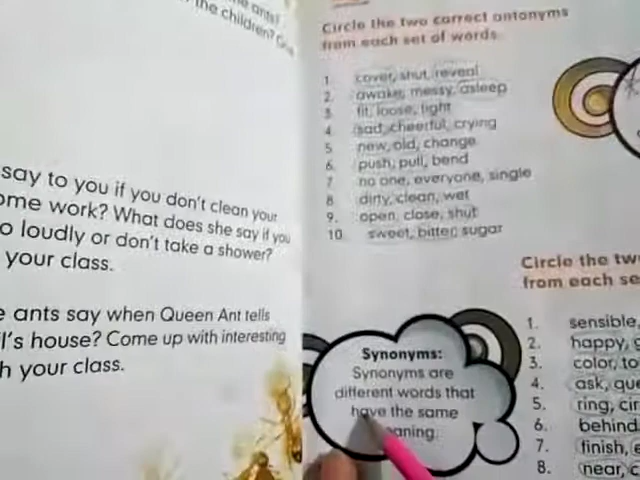 the ants?
the children?
say to you if you don't clean your
ome work? What does she say if you
o loudly or don't take a shower?
your class.
e ants say when Queen Ant tells
l's house? Come up with interesting
h your class.
Circle the two correct antonyms
from each set of words.
1. cover, shut, reveal
2. awake, messy, asleep
3. fit, loose, tight
4. sad, cheerful, crying
5. new, old, change
6. push, pull, bend
7. no one, everyone, single
8. dirty, clean, wet
9. open, close, shut
10. sweet, bitter, sugar
Synonyms:
Synonyms are
different words that
have the same
eaning.
Circle the tw
from each se
1. sensible,
2. happy, g
3. color, to
4. ask, que
5. ring, cir
6. behind
7. finish, e
8. near, c